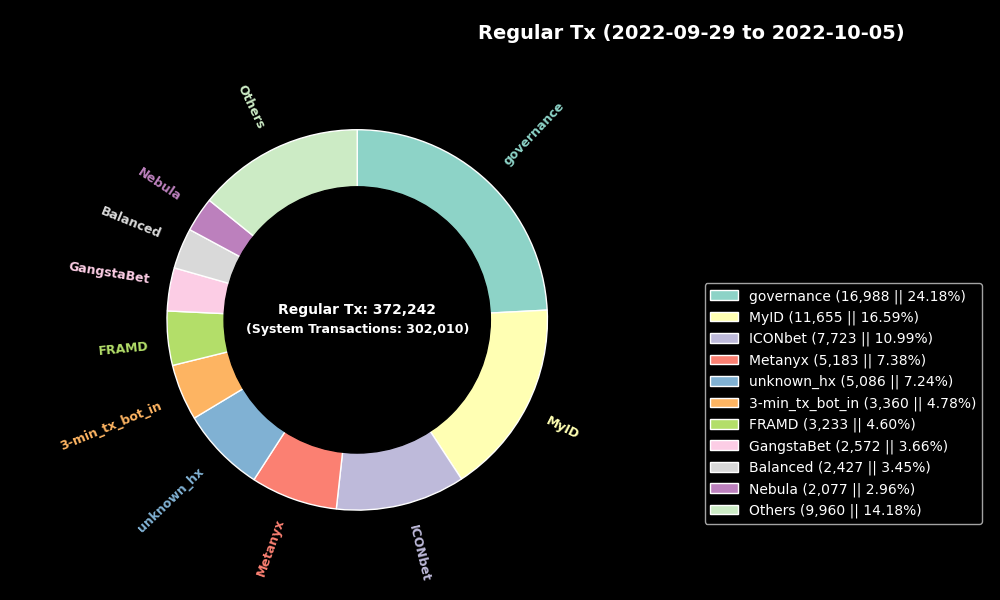 Regular Tx (2022-09-29 to 2022-10-05)
Others
governance
Nebula
Balanced
GangstaBet
FRAMD
3-min_tx_bot_in
unknown_hx
Metanyx
ICONbet
MyID
Regular Tx: 372,242
(System Transactions: 302,010)
governance (16,988 || 24.18%)
MyID (11,655 || 16.59%)
ICONbet (7,723 || 10.99%)
Metanyx (5,183 || 7.38%)
unknown_hx (5,086 || 7.24%)
3-min_tx_bot_in (3,360 || 4.78%)
FRAMD (3,233 || 4.60%)
GangstaBet (2,572 || 3.66%)
Balanced (2,427 || 3.45%)
Nebula (2,077 || 2.96%)
Others (9,960 || 14.18%)